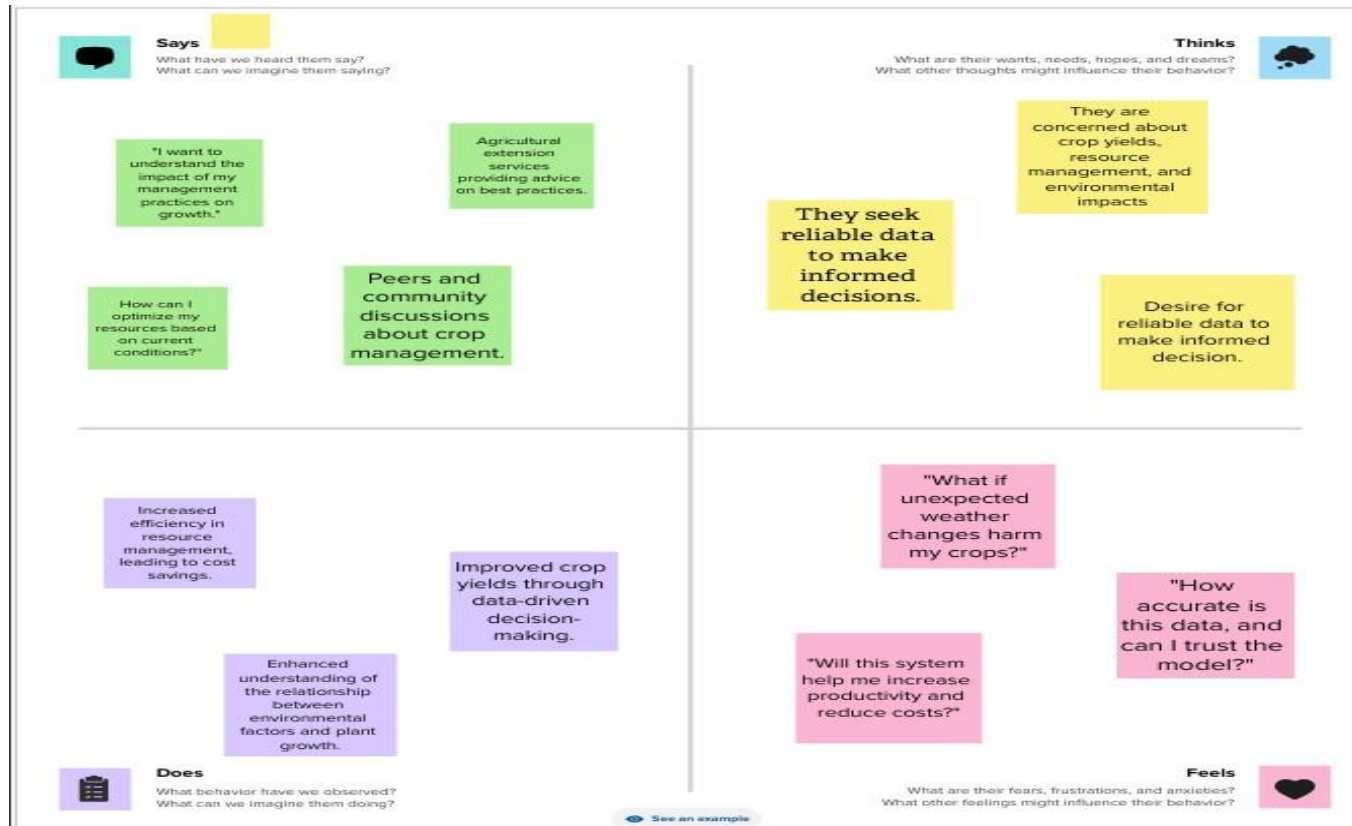 Says
What have we heard them say?
What can we imagine them saying?
"I want to
understand the
impact of my
management
practices on
growth."
Agricultural
extension
services
providing advice
on best practices.
How can I
optimize my
resources based
on current
conditions?"
Peers and
community
discussions
about crop
management.
Thinks
What are their wants, needs, hopes, and dreams?
What other thoughts might influence their behavior?
They are
concerned about
crop yields,
resource
management, and
environmental
impacts
They seek
reliable data
to make
informed
decisions.
Desire for
reliable data to
make informed
decision.
Increased
efficiency in
resource
management,
leading to cost
savings.
Improved crop
yields through
data-driven
decision-
making.
Enhanced
understanding of
the relationship
between
environmental
factors and plant
growth.
Does
What behavior have we observed?
What can we imagine them doing?
"What if
unexpected
weather
changes harm
my crops?"
"How
accurate is
this data, and
can I trust the
model?"
"Will this system
help me increase
productivity and
reduce costs?"
Feels
What are their fears, frustrations, and anxieties?
What other feelings might influence their behavior?
See an example